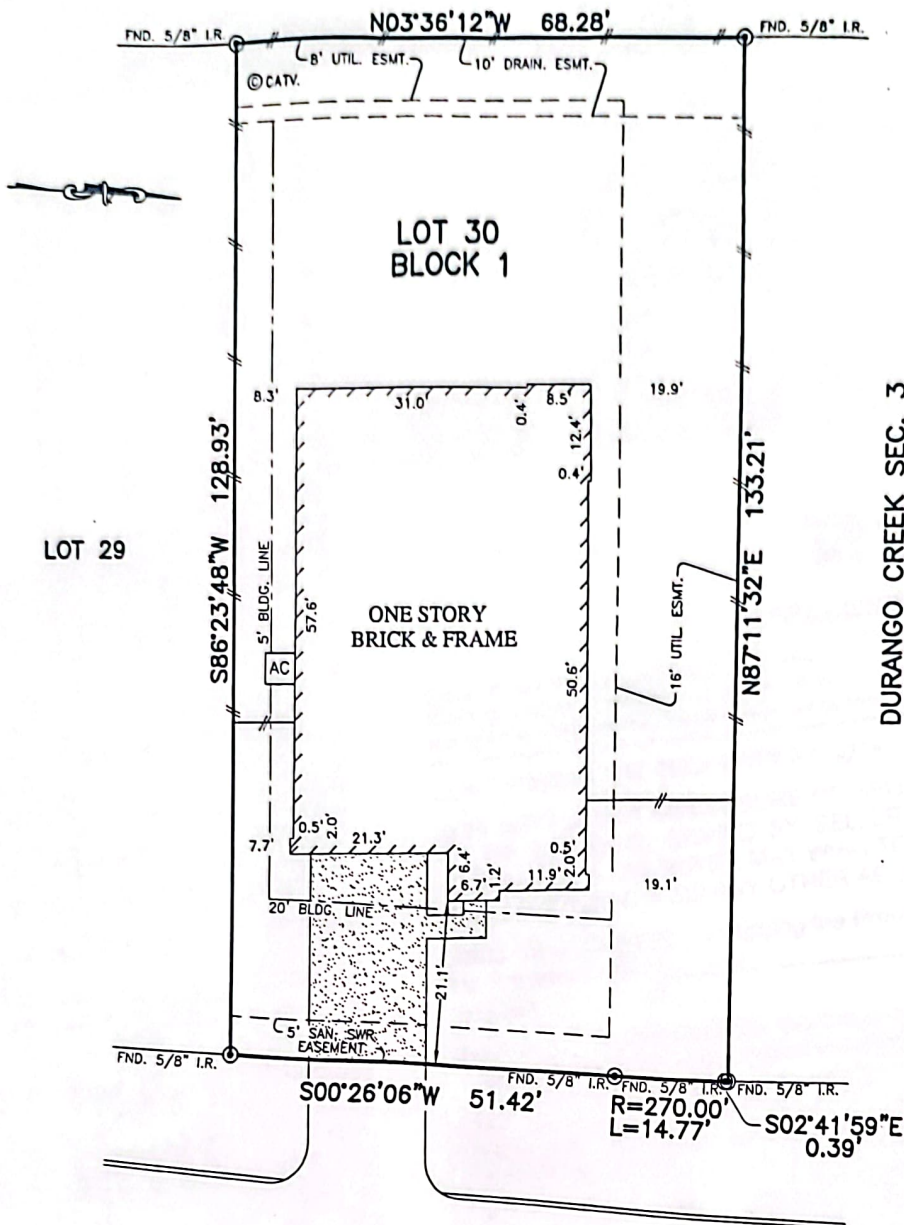 N03°36'12"W 68.28'
FND. 5/8" I.R.
FND. 5/8" I.R.
8' UTIL. ESMT.
10' DRAIN. ESMT.
©CATV.
LOT 30
BLOCK 1
8.3'
31.0'
0.4'
8.5'
19.9'
12.4'
0.4'
S86°23'48"W 128.93'
N87°11'32"E 133.21'
DURANGO CREEK SEC. 3
LOT 29
5' BLDG. LINE
57.6'
ONE STORY
BRICK & FRAME
AC
50.6'
16' UTIL ESMT.
7.7'
0.5'
2.0'
21.3'
6.4'
6.7'
1.2'
11.9'
0.5'
2.0'
19.1'
20' BLDG. LINE
21.1'
5' SAN. SWR.
EASEMENT
FND. 5/8" I.R.
FND. 5/8" I.R.
FND. 5/8" I.R.
FND. 5/8" I.R.
S00°26'06"W 51.42'
R=270.00'
L=14.77'
S02°41'59"E
0.39'